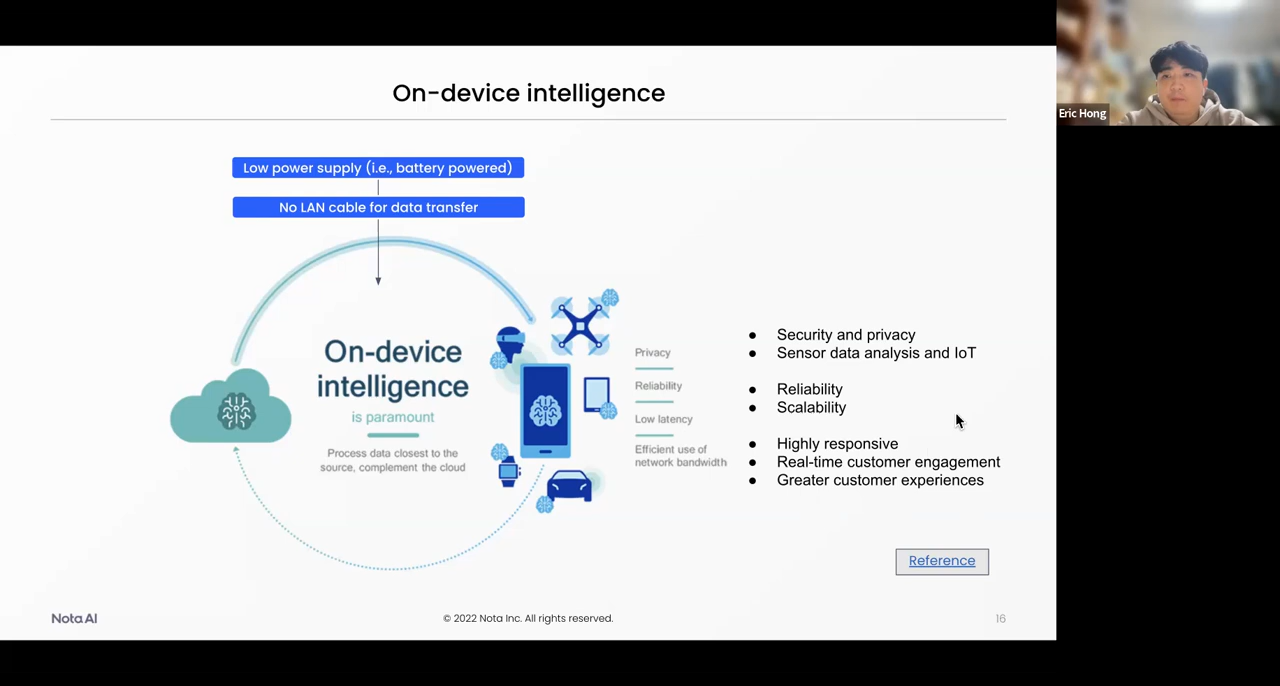 On-device intelligence
Low power supply (i.e., battery powered)
No LAN cable for data transfer
On-device
intelligence
is paramount
Process data closest to the
source, complement the cloud
Privacy
Reliability
Low latency
Efficient use of
network bandwidth
● Security and privacy
● Sensor data analysis and IoT
● Reliability
● Scalability
● Highly responsive
● Real-time customer engagement
● Greater customer experiences
Reference
Nota AI
© 2022 Nota Inc. All rights reserved.
16
Eric Hong